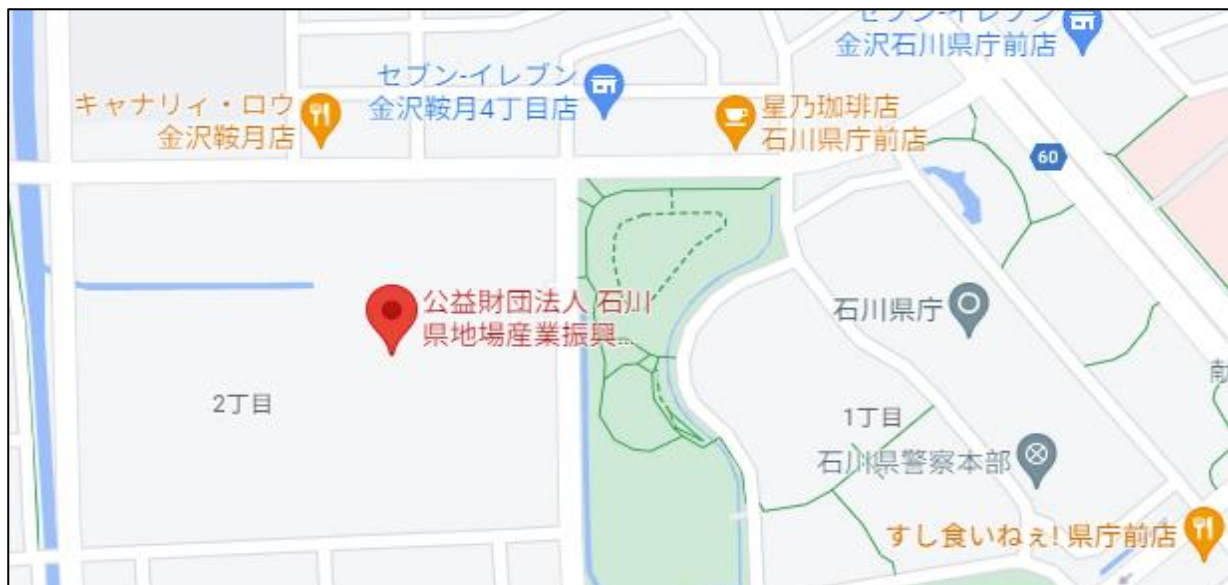 セブン-イレブン
金沢石川県庁前店
セブン-イレブン
金沢鞍月4丁目店
キャナリィ・ロウ
金沢鞍月店
星乃珈琲店
石川県庁前店
60
公益財団法人 石川
県地場産業振興...
石川県庁
2丁目
1丁目
石川県警察本部
すし食いねぇ! 県庁前店